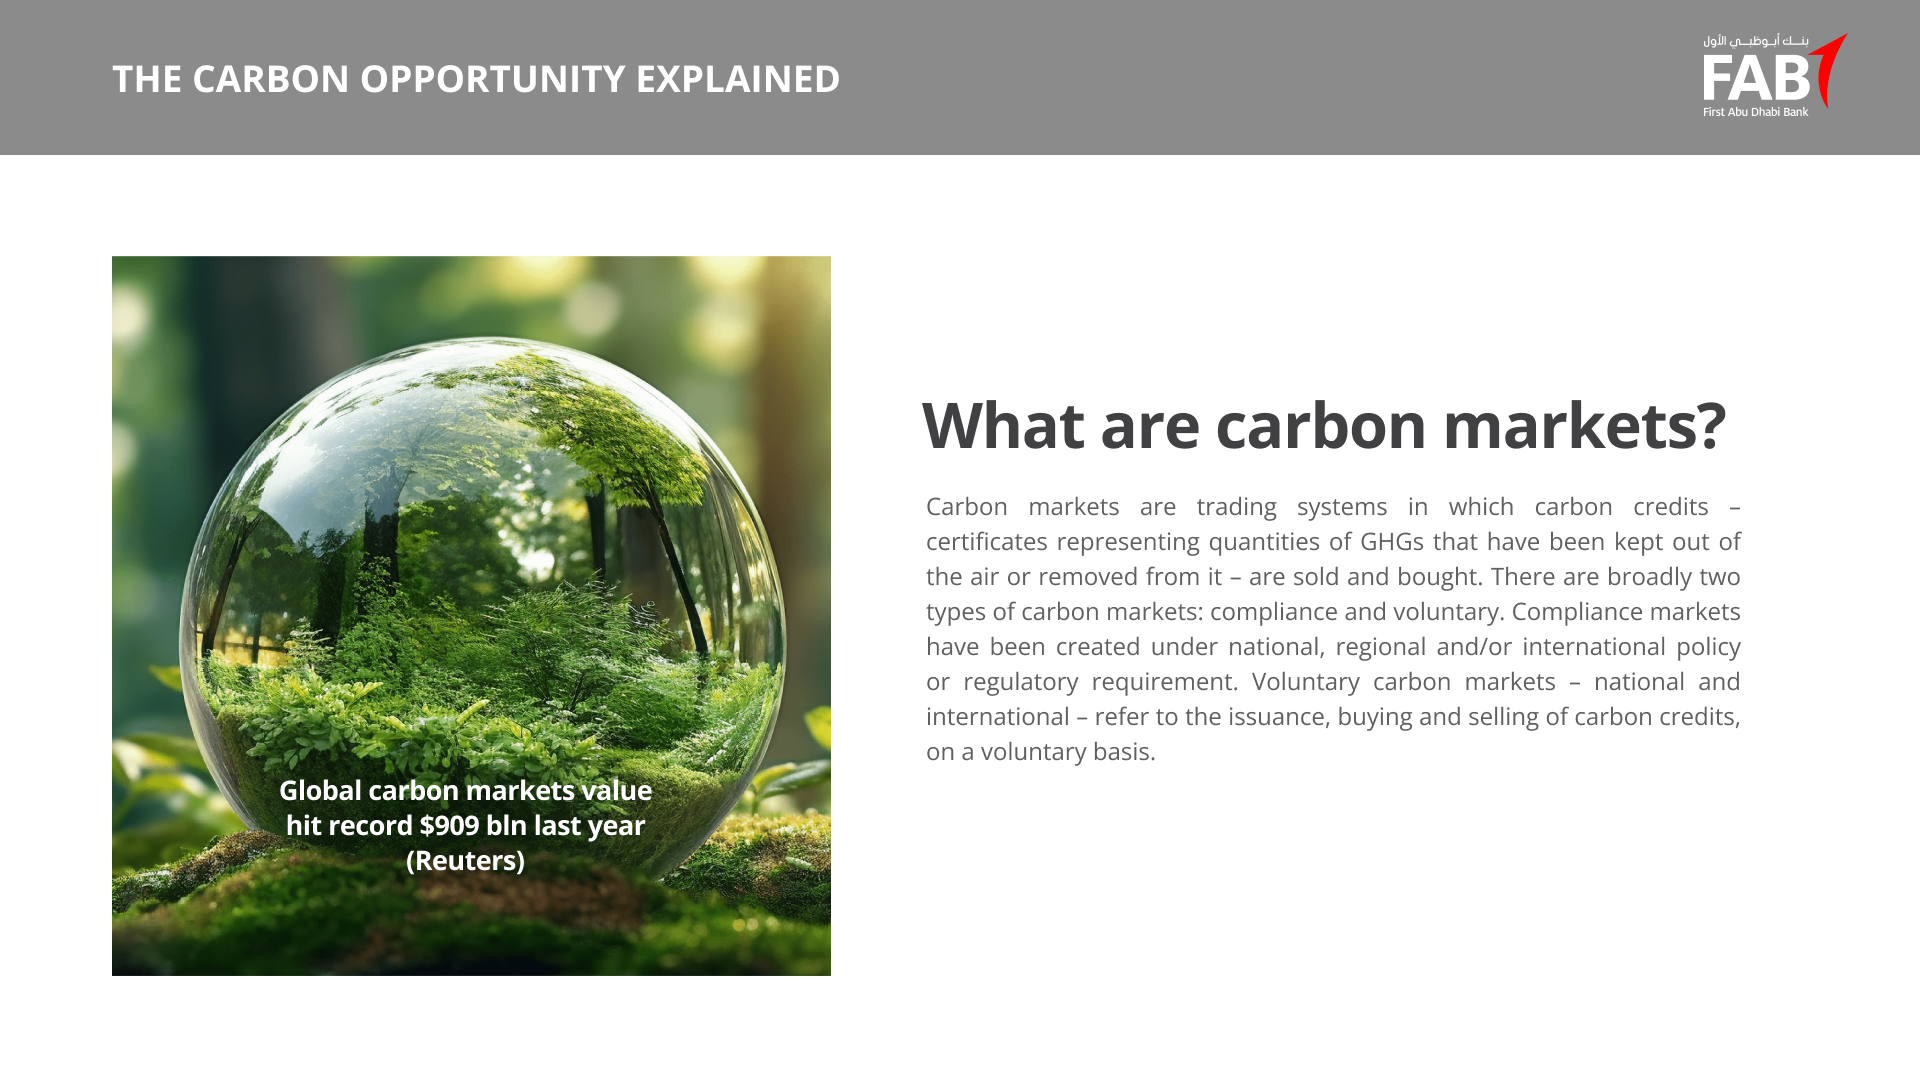 THE CARBON OPPORTUNITY EXPLAINED
بنك أبوظبي الأول
FAB
First Abu Dhabi Bank
Global carbon markets value
hit record $909 bln last year
(Reuters)
What are carbon markets?
Carbon markets are trading systems in which carbon credits –
certificates representing quantities of GHGs that have been kept out of
the air or removed from it – are sold and bought. There are broadly two
types of carbon markets: compliance and voluntary. Compliance markets
have been created under national, regional and/or international policy
or regulatory requirement. Voluntary carbon markets – national and
international – refer to the issuance, buying and selling of carbon credits,
on a voluntary basis.